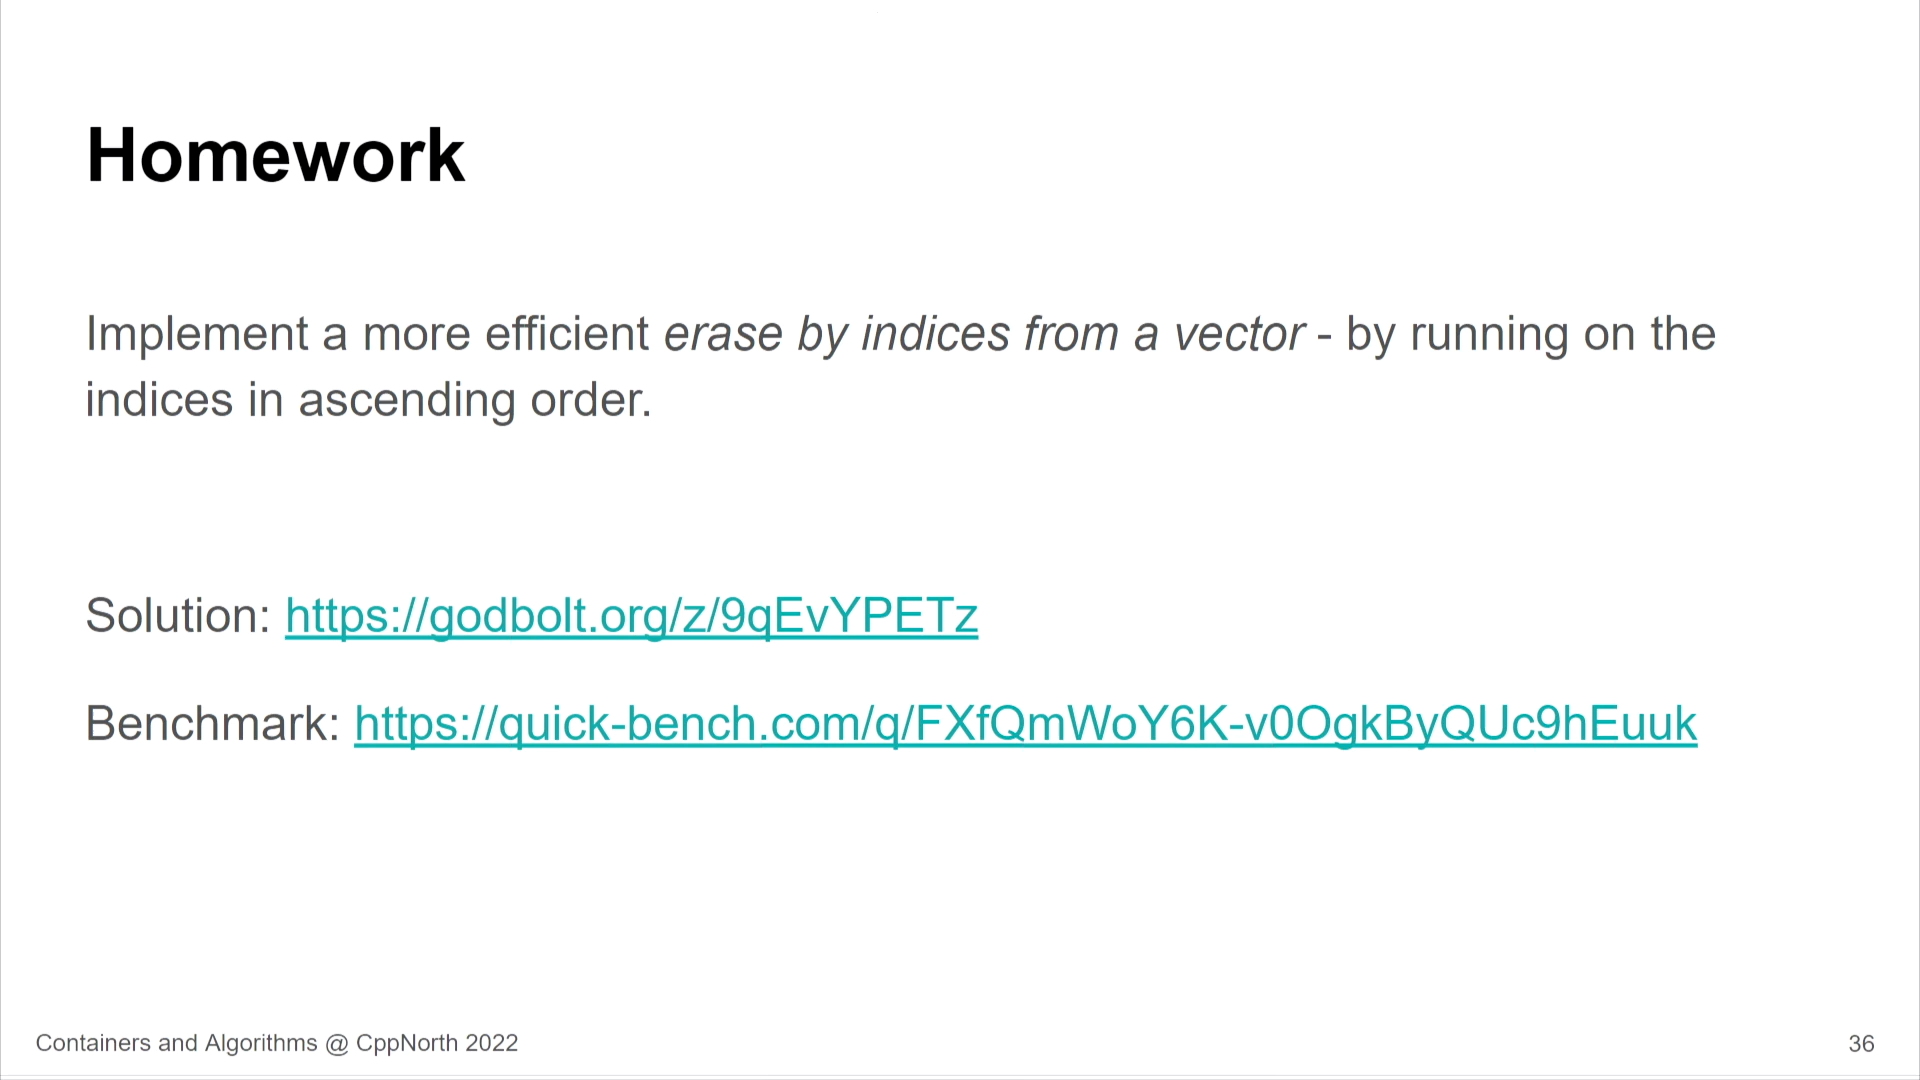 Homework
Implement a more efficient erase by indices from a vector - by running on the
indices in ascending order.
Solution: https://godbolt.org/z/9qEvYPETz
Benchmark: https://quick-bench.com/q/FXfQmWoY6K-v0OgkByQUc9hEuuk
Containers and Algorithms @ CppNorth 2022
36